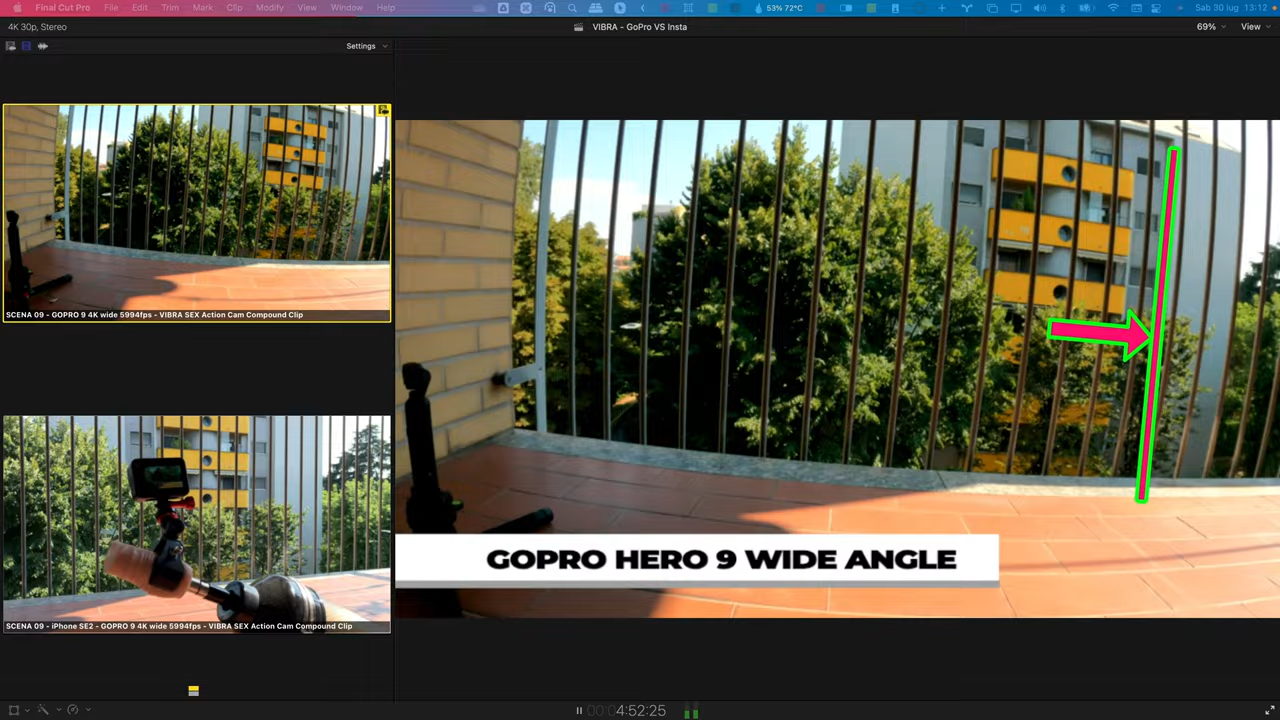 Final Cut Pro File Edit Trim Mark Clip Modify View Window Help
53% 72°C
Sab 30 lug 13:12
4K 30p, Stereo
VIBRA - GoPro VS Insta
69%
View
Settings
SCENA 09 - GOPRO 9 4K wide 5994fps - VIBRA SEX Action Cam Compound Clip
GOPRO HERO 9 WIDE ANGLE
SCENA 09 - iPhone SE2 - GOPRO 9 4K wide 5994fps - VIBRA SEX Action Cam Compound Clip
00:04:52:25